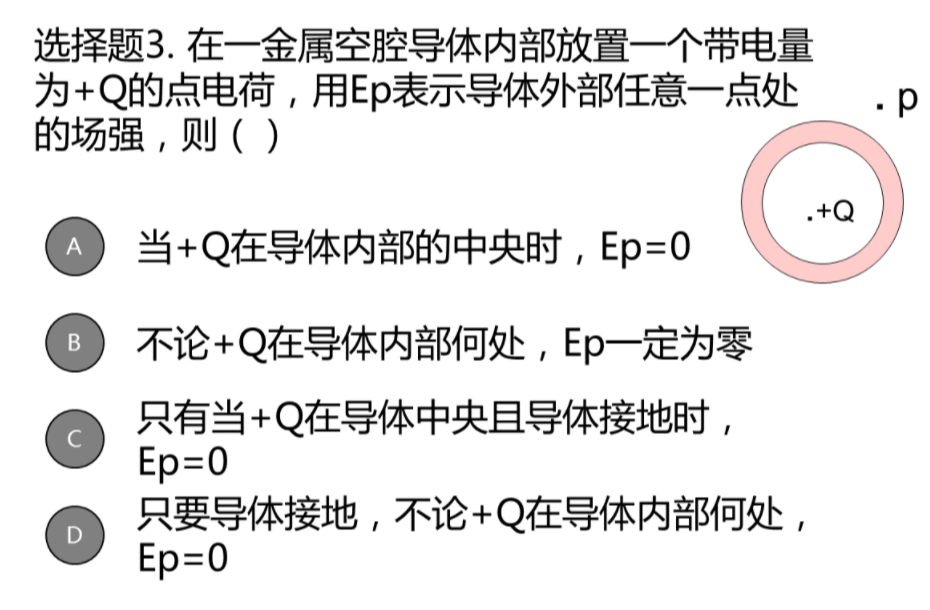 选择题3. 在一金属空腔导体内部放置一个带电量
为+Q的点电荷，用Ep表示导体外部任意一点处
的场强，则（ ）
. p
.+Q
A 当+Q在导体内部的中央时，Ep=0
B 不论+Q在导体内部何处，Ep一定为零
C 只有当+Q在导体中央且导体接地时，
Ep=0
D 只要导体接地，不论+Q在导体内部何处，
Ep=0